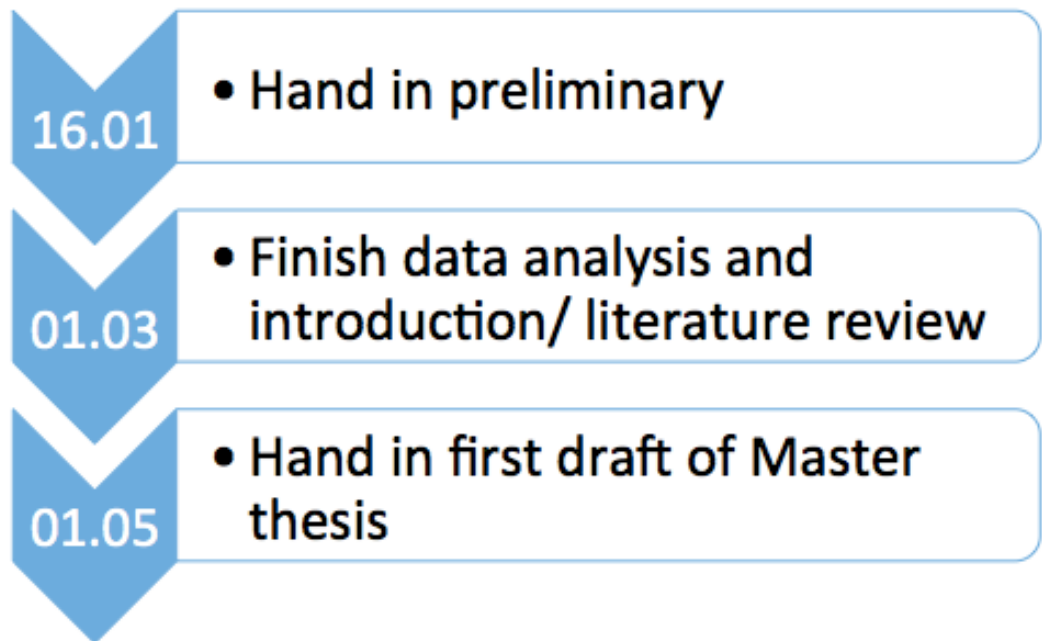 16.01
• Hand in preliminary
01.03
• Finish data analysis and
introduction/ literature review
01.05
• Hand in first draft of Master
thesis